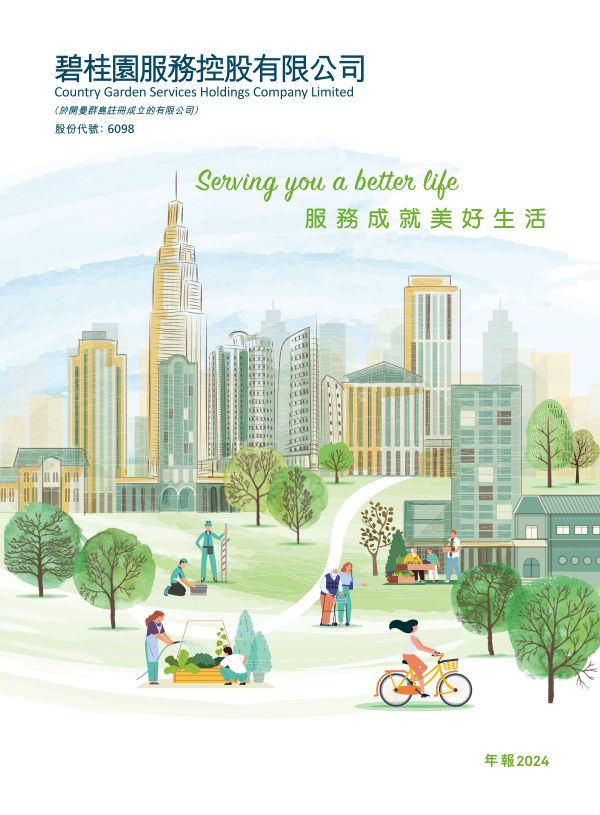 碧桂園服務控股有限公司
Country Garden Services Holdings Company Limited
（於開曼群島註冊成立的有限公司）
股份代號：6098
Serving you a better life
服務成就美好生活
年報2024